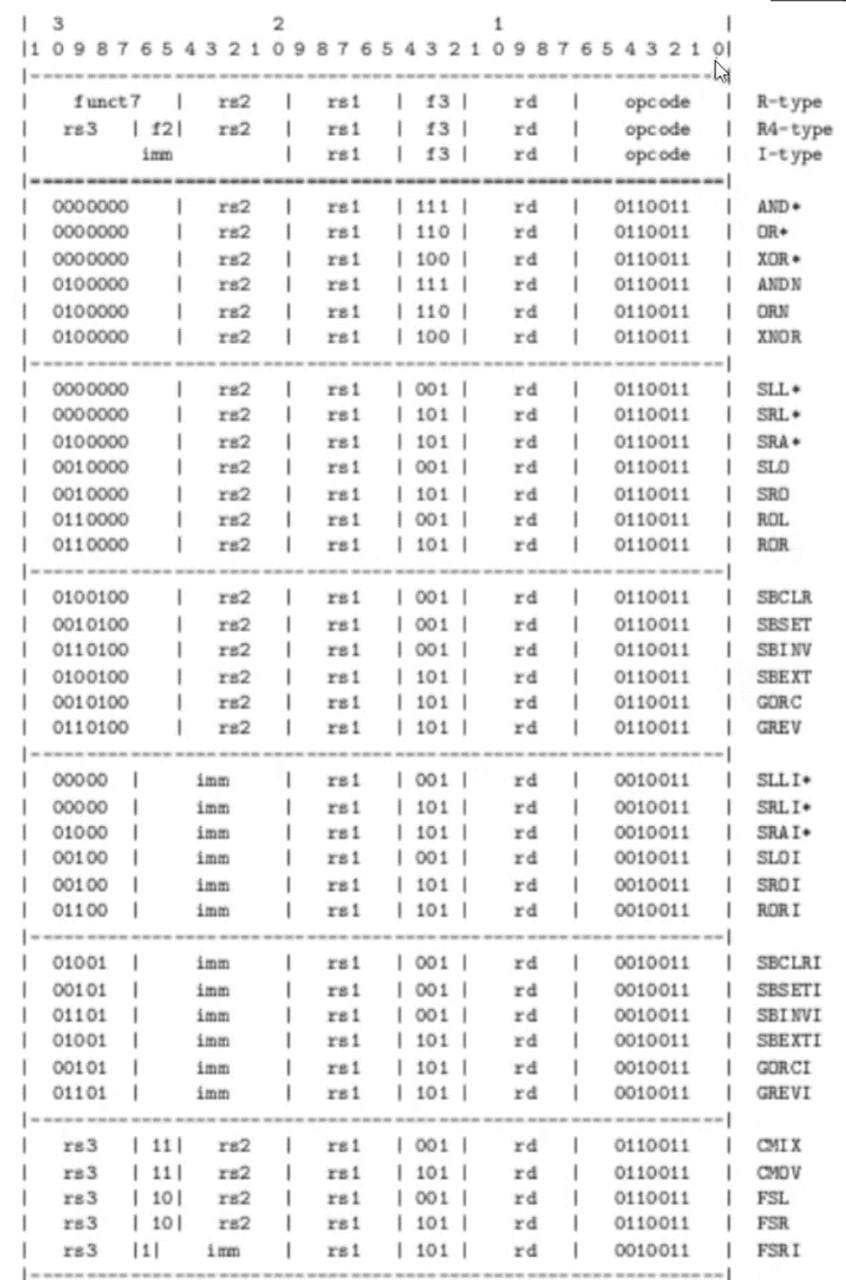 |  3                   2                   1                    |
|1 0 9 8 7 6 5 4 3 2 1 0 9 8 7 6 5 4 3 2 1 0 9 8 7 6 5 4 3 2 1 0|
|---------------------------------------------------------------|
|    funct7   |   rs2   |   rs1   | f3 |    rd   |    opcode   |  R-type
|   rs3   | f2|   rs2   |   rs1   | f3 |    rd   |    opcode   |  R4-type
|          imm          |   rs1   | f3 |    rd   |    opcode   |  I-type
|===============================================================|
|  0000000    |   rs2   |   rs1   | 111 |    rd   |   0110011   |  AND*
|  0000000    |   rs2   |   rs1   | 110 |    rd   |   0110011   |  OR*
|  0000000    |   rs2   |   rs1   | 100 |    rd   |   0110011   |  XOR*
|  0100000    |   rs2   |   rs1   | 111 |    rd   |   0110011   |  ANDN
|  0100000    |   rs2   |   rs1   | 110 |    rd   |   0110011   |  ORN
|  0100000    |   rs2   |   rs1   | 100 |    rd   |   0110011   |  XNOR
|---------------------------------------------------------------|
|  0000000    |   rs2   |   rs1   | 001 |    rd   |   0110011   |  SLL*
|  0000000    |   rs2   |   rs1   | 101 |    rd   |   0110011   |  SRL*
|  0100000    |   rs2   |   rs1   | 101 |    rd   |   0110011   |  SRA*
|  0010000    |   rs2   |   rs1   | 001 |    rd   |   0110011   |  SLO
|  0010000    |   rs2   |   rs1   | 101 |    rd   |   0110011   |  SRO
|  0110000    |   rs2   |   rs1   | 001 |    rd   |   0110011   |  ROL
|  0110000    |   rs2   |   rs1   | 101 |    rd   |   0110011   |  ROR
|---------------------------------------------------------------|
|  0100100    |   rs2   |   rs1   | 001 |    rd   |   0110011   |  SBCLR
|  0010100    |   rs2   |   rs1   | 001 |    rd   |   0110011   |  SBSET
|  0110100    |   rs2   |   rs1   | 001 |    rd   |   0110011   |  SBINV
|  0100100    |   rs2   |   rs1   | 101 |    rd   |   0110011   |  SBEXT
|  0010100    |   rs2   |   rs1   | 101 |    rd   |   0110011   |  GORC
|  0110100    |   rs2   |   rs1   | 101 |    rd   |   0110011   |  GREV
|---------------------------------------------------------------|
|  00000  |     imm     |   rs1   | 001 |    rd   |   0010011   |  SLLI*
|  00000  |     imm     |   rs1   | 101 |    rd   |   0010011   |  SRLI*
|  01000  |     imm     |   rs1   | 101 |    rd   |   0010011   |  SRAI*
|  00100  |     imm     |   rs1   | 001 |    rd   |   0010011   |  SLOI
|  00100  |     imm     |   rs1   | 101 |    rd   |   0010011   |  SROI
|  01100  |     imm     |   rs1   | 101 |    rd   |   0010011   |  RORI
|---------------------------------------------------------------|
|  01001  |     imm     |   rs1   | 001 |    rd   |   0010011   |  SBCLRI
|  00101  |     imm     |   rs1   | 001 |    rd   |   0010011   |  SBSETI
|  01101  |     imm     |   rs1   | 001 |    rd   |   0010011   |  SBINVI
|  01001  |     imm     |   rs1   | 101 |    rd   |   0010011   |  SBEXTI
|  00101  |     imm     |   rs1   | 101 |    rd   |   0010011   |  GORCI
|  01101  |     imm     |   rs1   | 101 |    rd   |   0010011   |  GREVI
|---------------------------------------------------------------|
|   rs3   | 11|   rs2   |   rs1   | 001 |    rd   |   0110011   |  CMIX
|   rs3   | 11|   rs2   |   rs1   | 101 |    rd   |   0110011   |  CMOV
|   rs3   | 10|   rs2   |   rs1   | 001 |    rd   |   0110011   |  FSL
|   rs3   | 10|   rs2   |   rs1   | 101 |    rd   |   0110011   |  FSR
|   rs3   |1|    imm    |   rs1   | 101 |    rd   |   0010011   |  FSRI
|---------------------------------------------------------------|